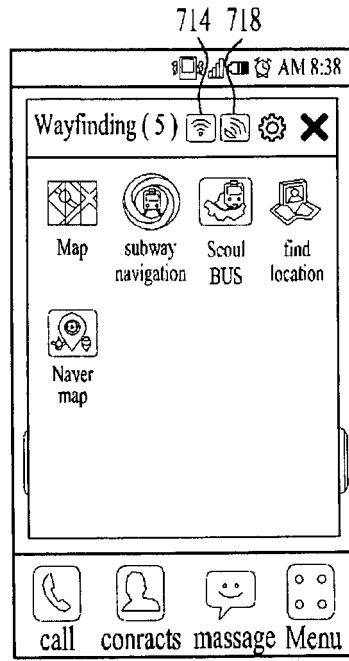 714 718
AM 8:38
Wayfinding ( 5 )
Map subway navigation Seoul BUS find location
Naver map
call conracts massage Menu